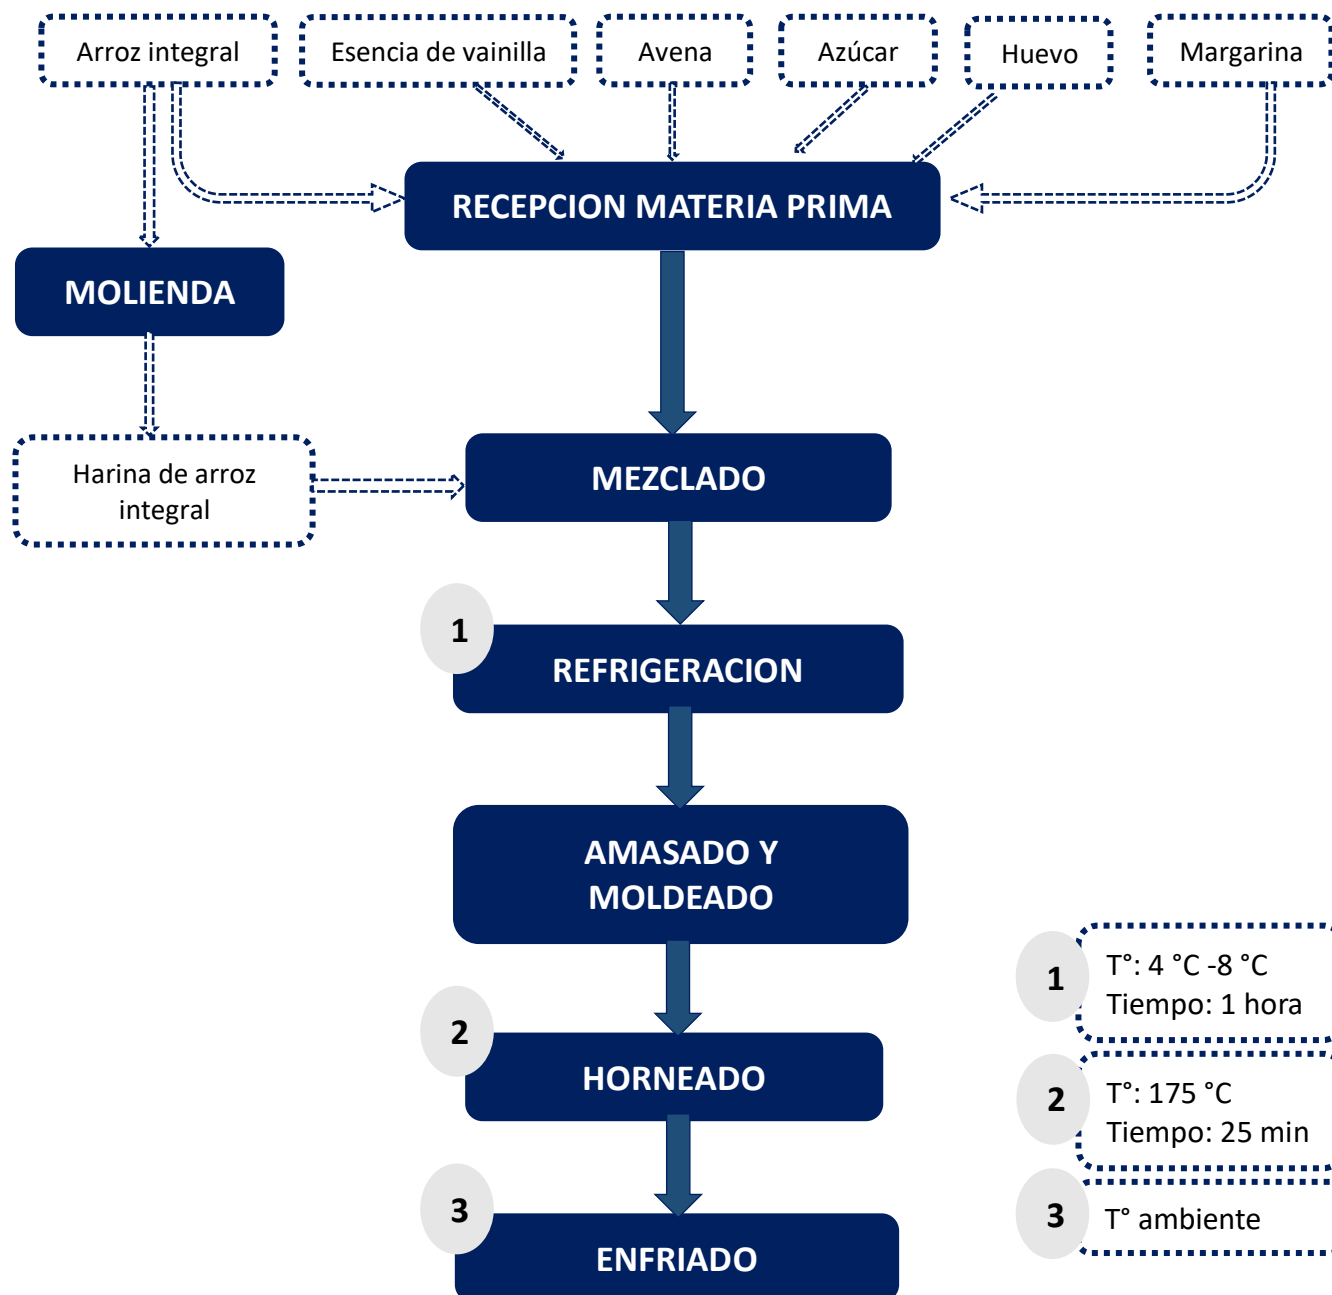 Arroz integral
Esencia de vainilla
Avena
Azúcar
Huevo
Margarina
RECEPCION MATERIA PRIMA
MOLIENDA
Harina de arroz
integral
MEZCLADO
1
REFRIGERACION
AMASADO Y
MOLDEADO
2
HORNEADO
3
ENFRIADO
1
T°: 4 °C -8 °C
Tiempo: 1 hora
2
T°: 175 °C
Tiempo: 25 min
3
T° ambiente